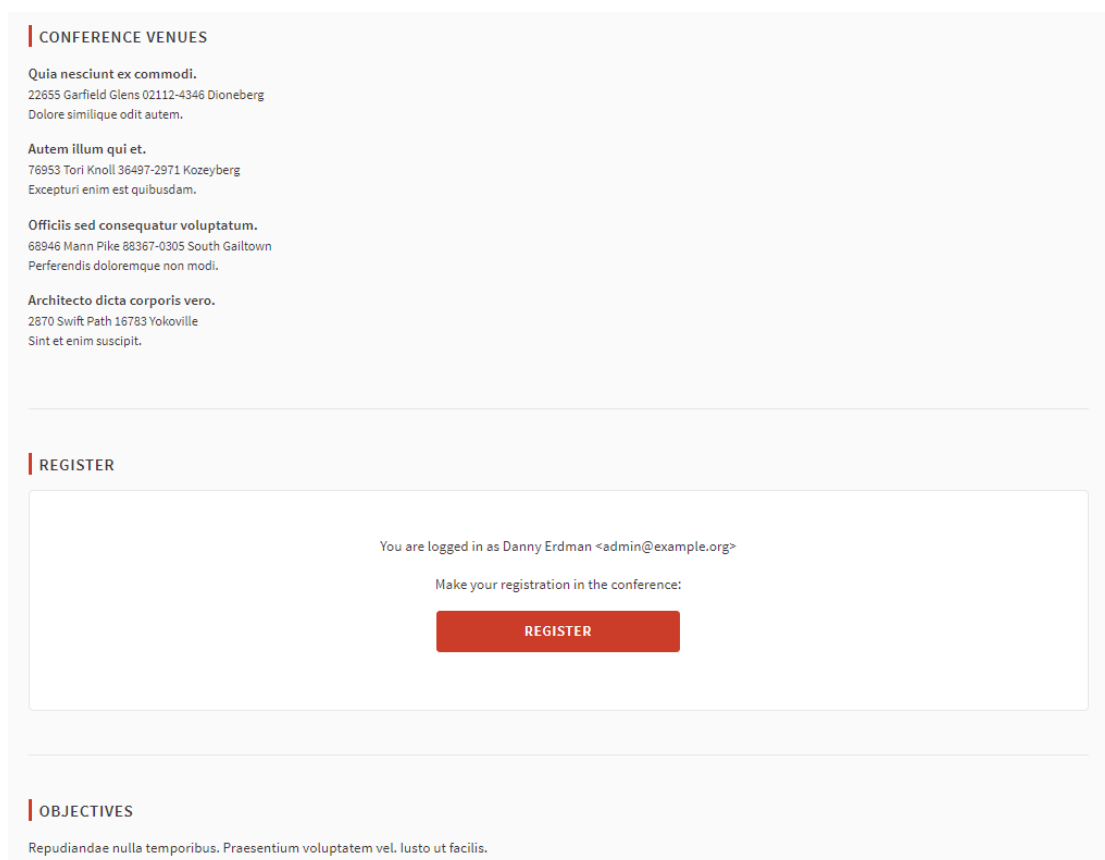 CONFERENCE VENUES
Quia nesciunt ex commodi.
22655 Garfield Glens 02112-4346 Dioneberg
Dolore similique odit autem.
Autem illum qui et.
76953 Tori Knoll 36497-2971 Kozeyberg
Excepturi enim est quibusdam.
Officiis sed consequatur voluptatum.
68946 Mann Pike 88367-0305 South Gailtown
Perferendis doloremque non modi.
Architecto dicta corporis vero.
2870 Swift Path 16783 Yokoville
Sint et enim suscipit.
REGISTER
You are logged in as Danny Erdman <admin@example.org>
Make your registration in the conference:
REGISTER
OBJECTIVES
Repudiandae nulla temporibus. Praesentium voluptatem vel. Iusto ut facilis.